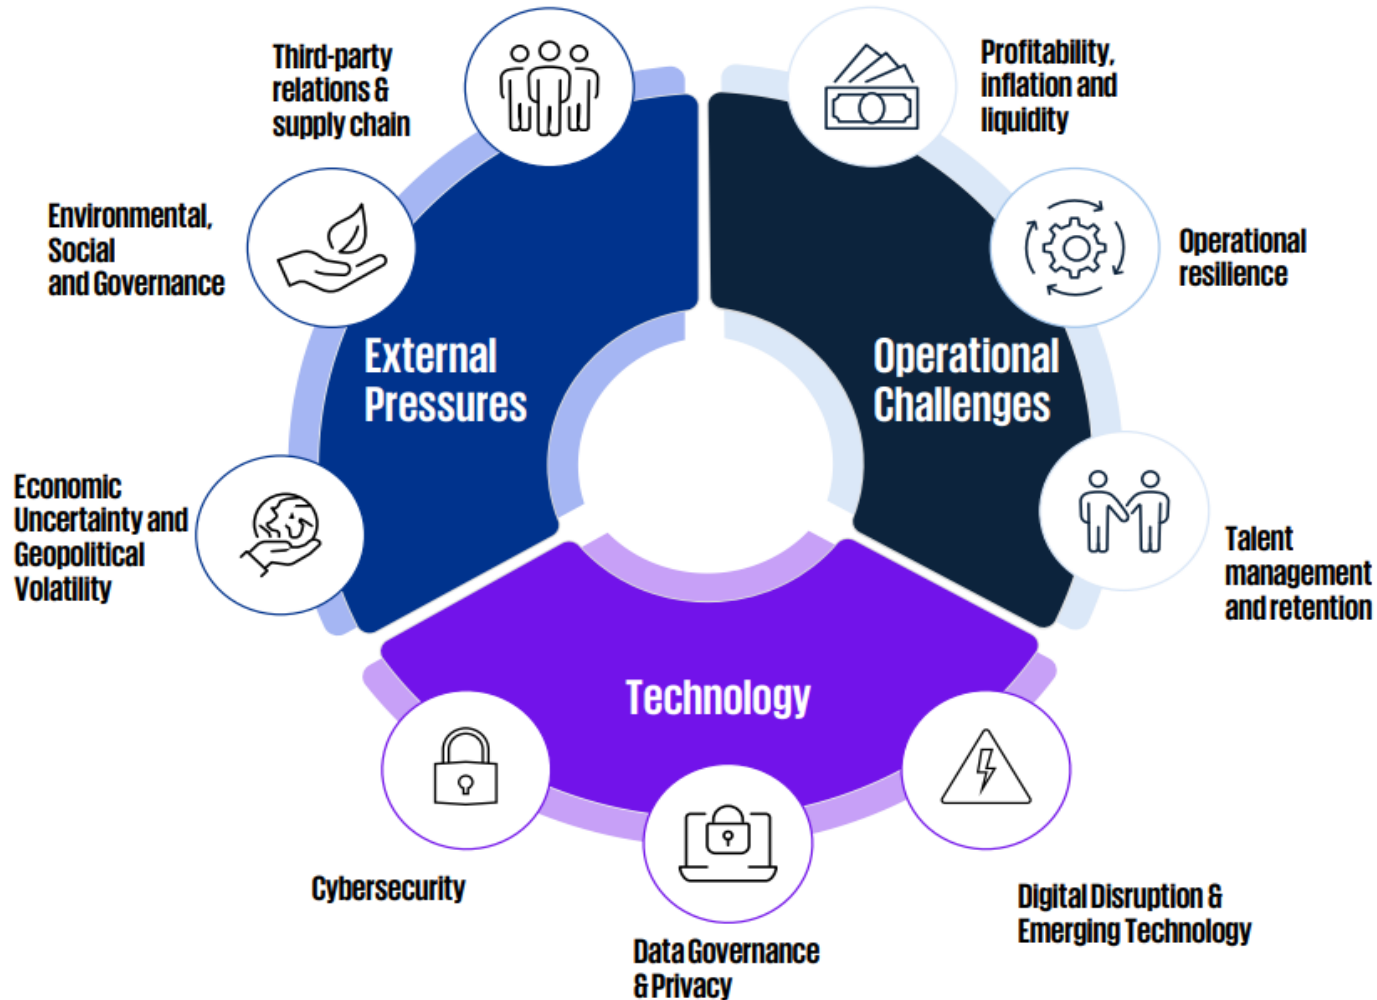 Third-party
relations &
supply chain
Profitability,
inflation and
liquidity
Environmental,
Social
and Governance
Operational
resilience
External
Pressures
Operational
Challenges
Economic
Uncertainty and
Geopolitical
Volatility
Talent
management
and retention
Technology
Cybersecurity
Data Governance
& Privacy
Digital Disruption &
Emerging Technology